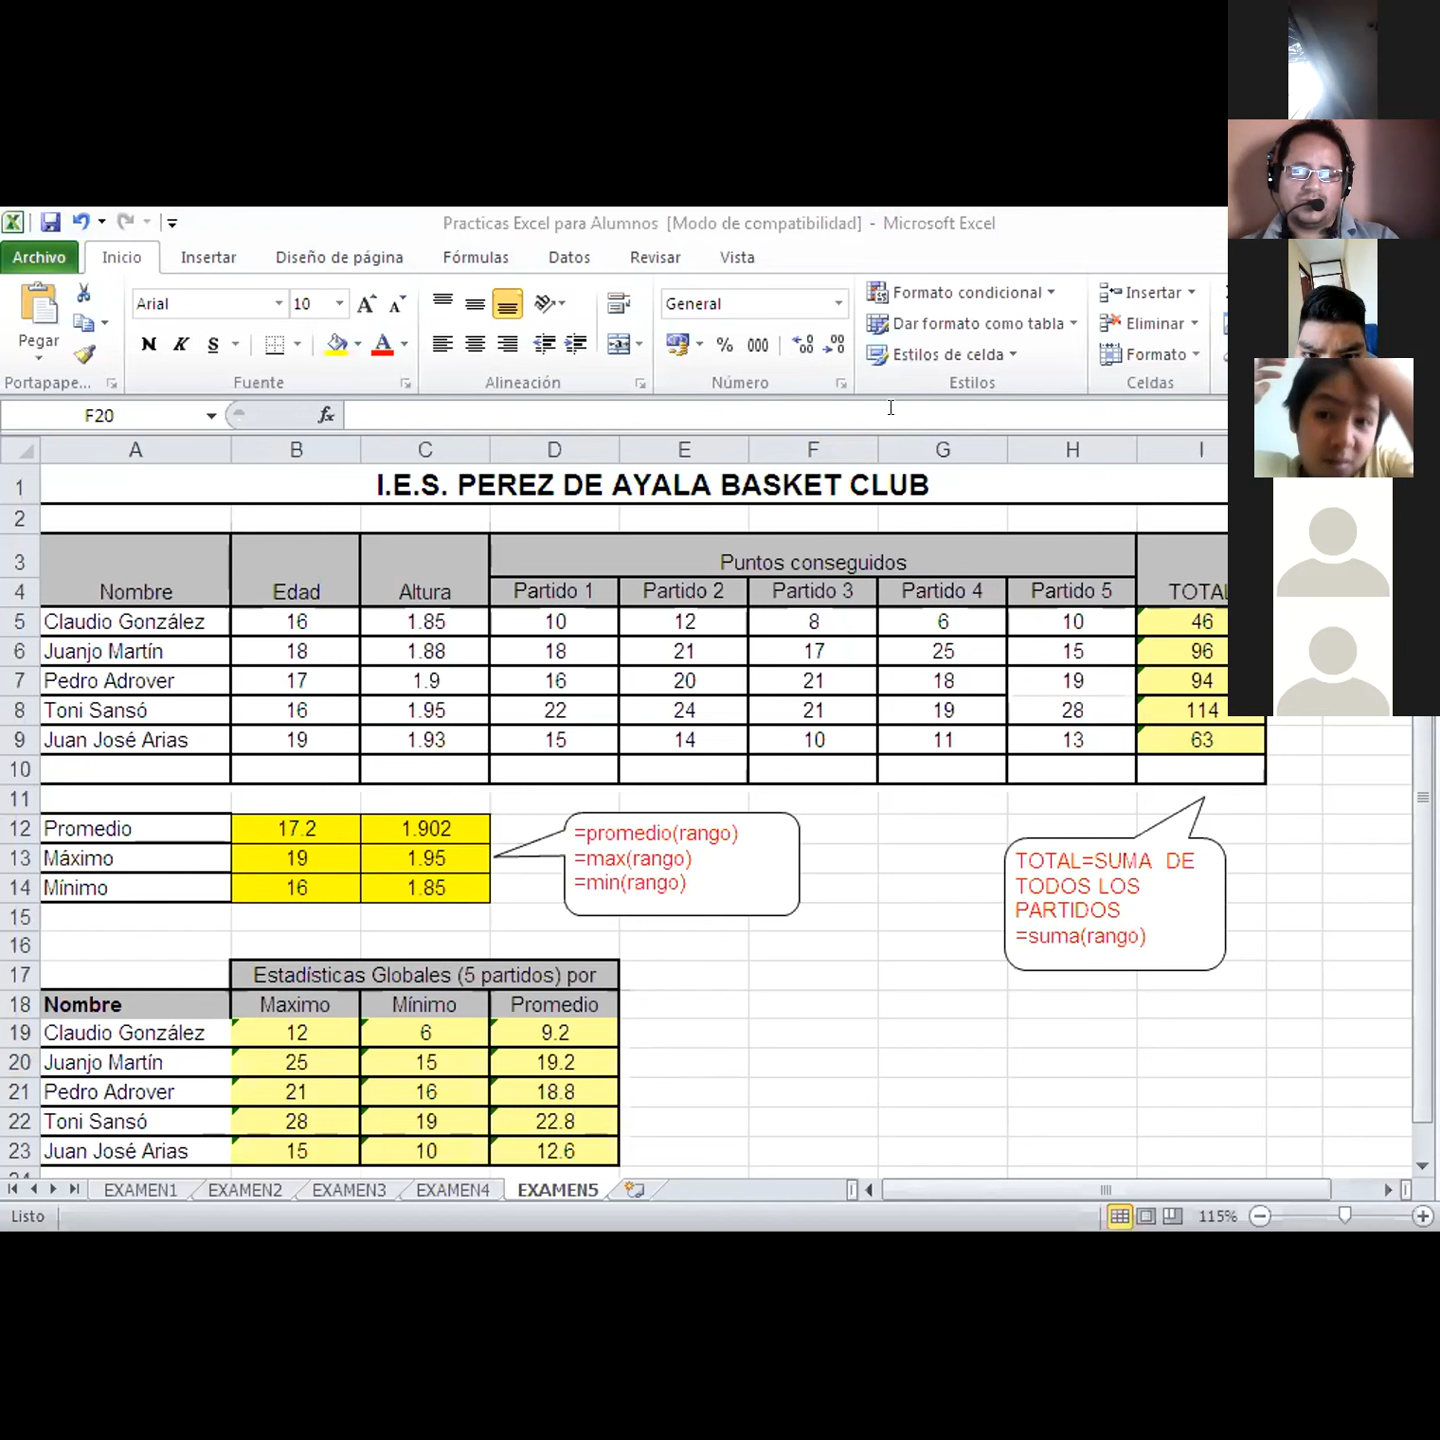 Practicas Excel para Alumnos [Modo de compatibilidad] - Microsoft Excel
Archivo Inicio Insertar Diseño de página Fórmulas Datos Revisar Vista
Arial 10 General Formato condicional Insertar
Pegar Dar formato como tabla Eliminar
N K S % 000 Estilos de celda Formato
Portapape... Fuente Alineación Número Estilos Celdas
F20 fx
A B C D E F G H I
1 I.E.S. PEREZ DE AYALA BASKET CLUB
2
3 Puntos conseguidos
4 Nombre Edad Altura Partido 1 Partido 2 Partido 3 Partido 4 Partido 5 TOTAL
5 Claudio González 16 1.85 10 12 8 6 10 46
6 Juanjo Martín 18 1.88 18 21 17 25 15 96
7 Pedro Adrover 17 1.9 16 20 21 18 19 94
8 Toni Sansó 16 1.95 22 24 21 19 28 114
9 Juan José Arias 19 1.93 15 14 10 11 13 63
10
11
12 Promedio 17.2 1.902
13 Máximo 19 1.95
14 Mínimo 16 1.85
=promedio(rango)
=max(rango)
=min(rango)
TOTAL=SUMA DE
TODOS LOS
PARTIDOS
=suma(rango)
15
16
17 Estadísticas Globales (5 partidos) por
18 Nombre Maximo Mínimo Promedio
19 Claudio González 12 6 9.2
20 Juanjo Martín 25 15 19.2
21 Pedro Adrover 21 16 18.8
22 Toni Sansó 28 19 22.8
23 Juan José Arias 15 10 12.6
EXAMEN1 EXAMEN2 EXAMEN3 EXAMEN4 EXAMEN5
Listo 115%